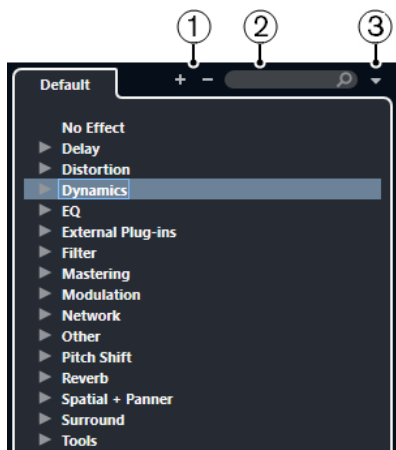 1 2 3
Default + −
No Effect
Delay
Distortion
Dynamics
EQ
External Plug-ins
Filter
Mastering
Modulation
Network
Other
Pitch Shift
Reverb
Spatial + Panner
Surround
Tools